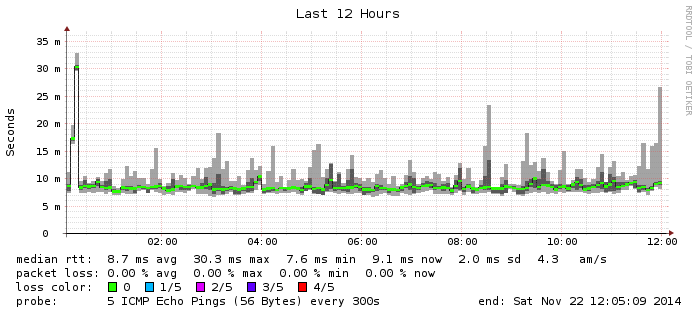 Last 12 Hours
RRDTOOL / TOBI OETIKER
Seconds
35 m
30 m
25 m
20 m
15 m
10 m
5 m
0
02:00 04:00 06:00 08:00 10:00 12:00
median rtt: 8.7 ms avg 30.3 ms max 7.6 ms min 9.1 ms now 2.0 ms sd 4.3 am/s
packet loss: 0.00 % avg 0.00 % max 0.00 % min 0.00 % now
loss color: 0 1/5 2/5 3/5 4/5
probe: 5 ICMP Echo Pings (56 Bytes) every 300s end: Sat Nov 22 12:05:09 2014